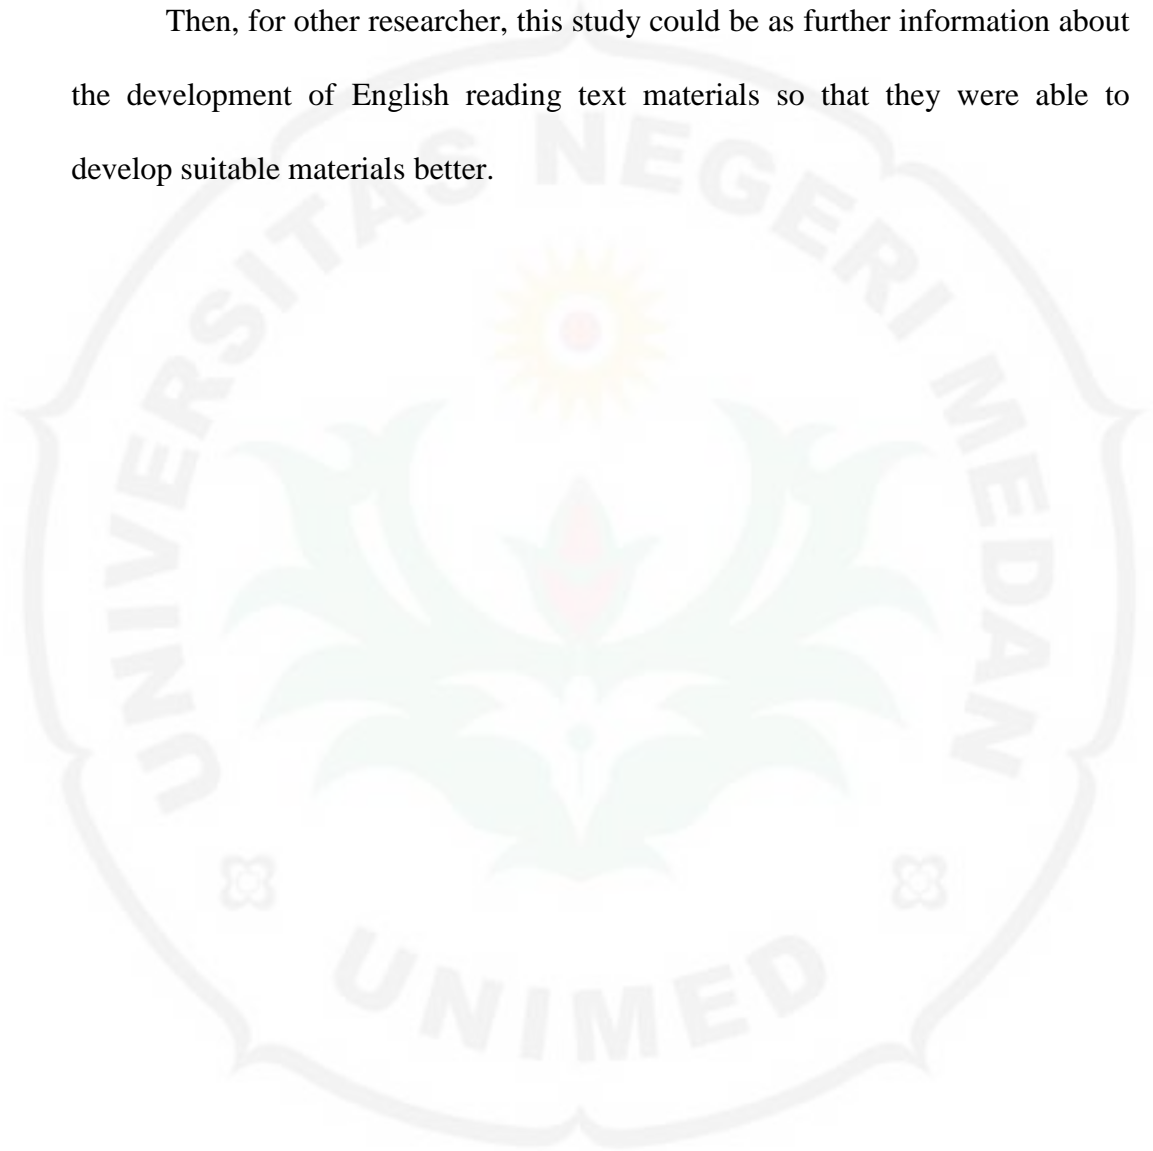 Then, for other researcher, this study could be as further information about
the development of English reading text materials so that they were able to
develop suitable materials better.
UNIVERSITAS NEGERI MEDAN
UNIMED